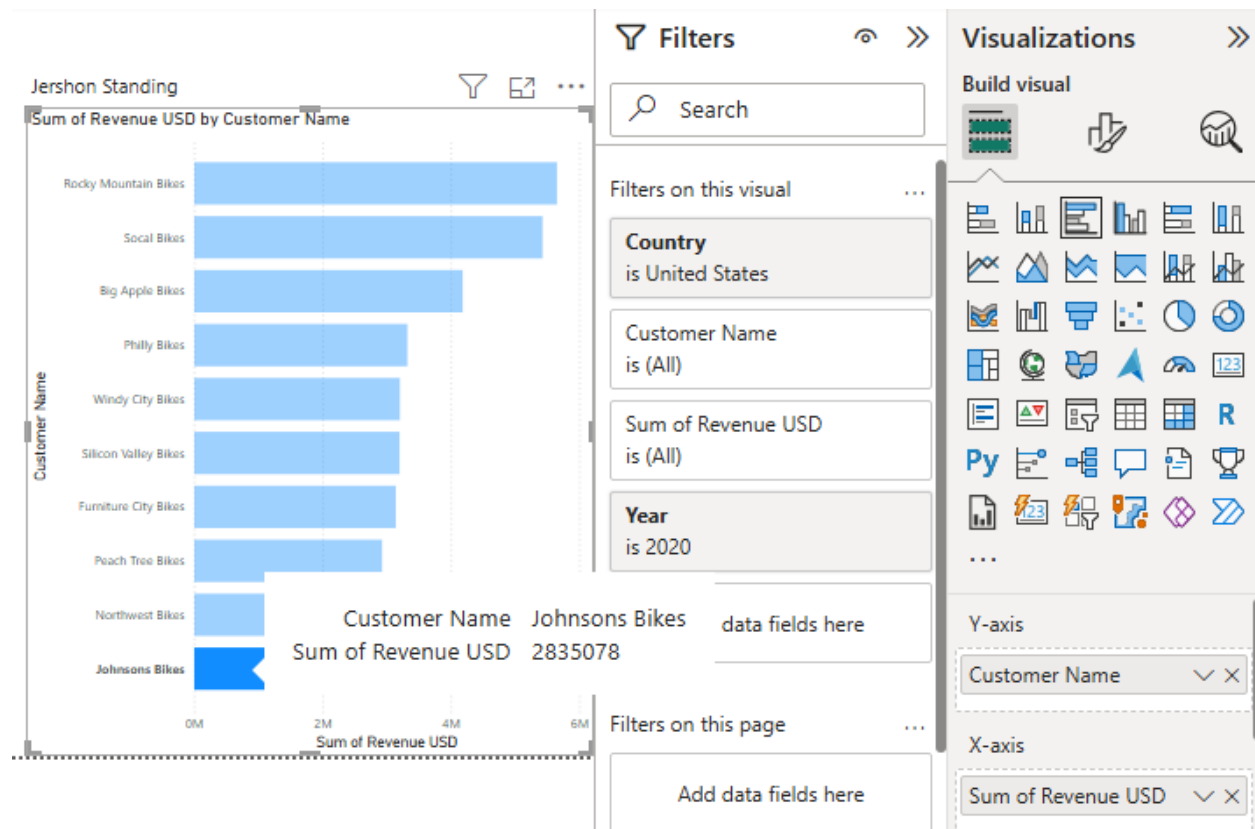 Jershon Standing
Sum of Revenue USD by Customer Name
Customer Name
Rocky Mountain Bikes
Socal Bikes
Big Apple Bikes
Philly Bikes
Windy City Bikes
Silicon Valley Bikes
Furniture City Bikes
Peach Tree Bikes
Northwest Bikes
Johnsons Bikes
0M 2M 4M 6M
Sum of Revenue USD
Customer Name Johnsons Bikes
Sum of Revenue USD 2835078
Filters
Search
Filters on this visual ...
Country
is United States
Customer Name
is (All)
Sum of Revenue USD
is (All)
Year
is 2020
data fields here
Filters on this page ...
Add data fields here
Visualizations
Build visual
123
R
Py
123
...
Y-axis
Customer Name
X-axis
Sum of Revenue USD